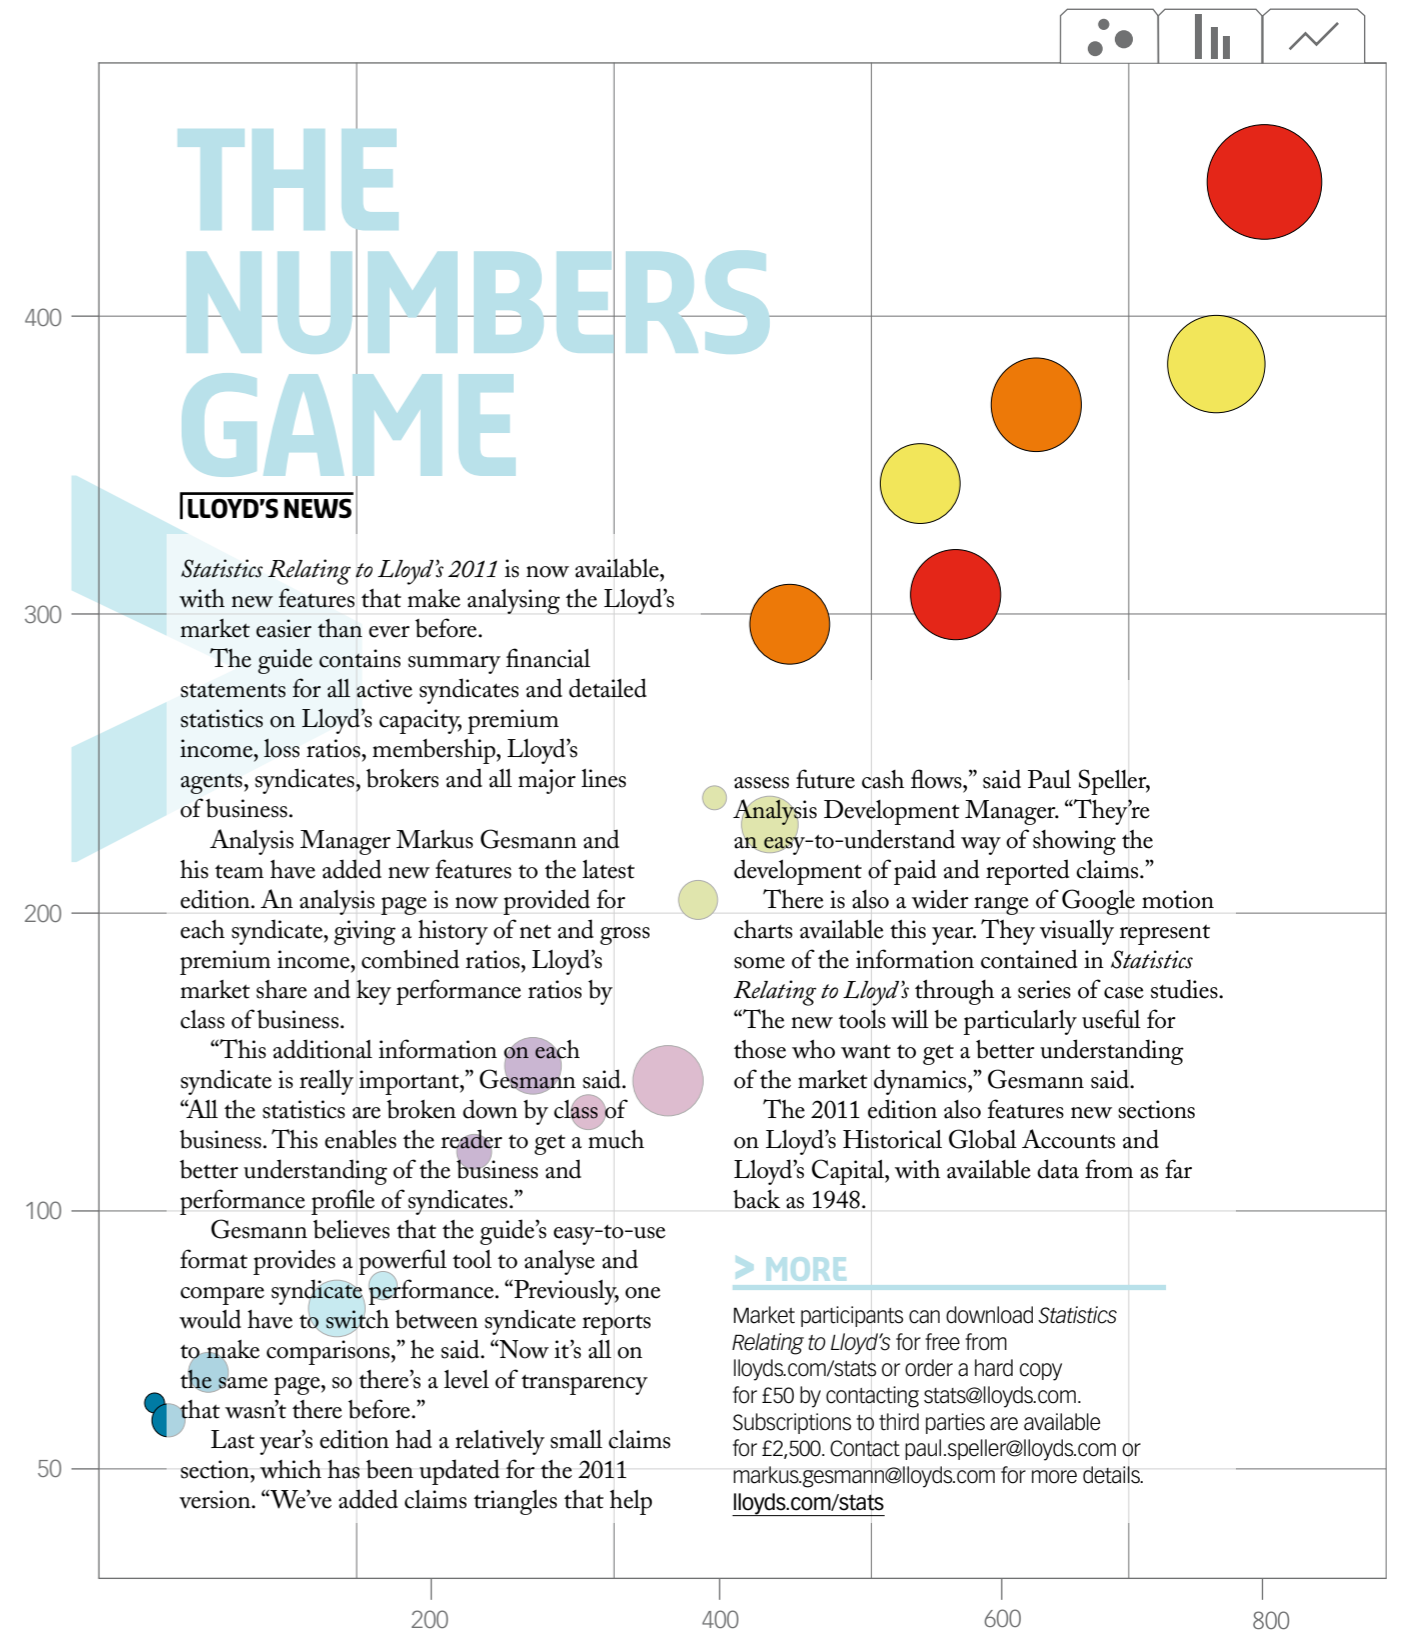 THE
NUMBERS
GAME
LLOYD'S NEWS
Statistics Relating to Lloyd's 2011 is now available,
with new features that make analysing the Lloyd's
market easier than ever before.
The guide contains summary financial
statements for all active syndicates and detailed
statistics on Lloyd's capacity, premium
income, loss ratios, membership, Lloyd's
agents, syndicates, brokers and all major lines
of business.
Analysis Manager Markus Gesmann and
his team have added new features to the latest
edition. An analysis page is now provided for
each syndicate, giving a history of net and gross
premium income, combined ratios, Lloyd's
market share and key performance ratios by
class of business.
“This additional information on each
syndicate is really important,” Gesmann said.
“All the statistics are broken down by class of
business. This enables the reader to get a much
better understanding of the business and
performance profile of syndicates.”
Gesmann believes that the guide's easy-to-use
format provides a powerful tool to analyse and
compare syndicate performance. “Previously, one
would have to switch between syndicate reports
to make comparisons,” he said. “Now it's all on
the same page, so there's a level of transparency
that wasn't there before.”
Last year's edition had a relatively small claims
section, which has been updated for the 2011
version. “We've added claims triangles that help
assess future cash flows,” said Paul Speller,
Analysis Development Manager. “They're
an easy-to-understand way of showing the
development of paid and reported claims.”
There is also a wider range of Google motion
charts available this year. They visually represent
some of the information contained in Statistics
Relating to Lloyd's through a series of case studies.
“The new tools will be particularly useful for
those who want to get a better understanding
of the market dynamics,” Gesmann said.
The 2011 edition also features new sections
on Lloyd's Historical Global Accounts and
Lloyd's Capital, with available data from as far
back as 1948.
> MORE
Market participants can download Statistics
Relating to Lloyd's for free from
lloyds.com/stats or order a hard copy
for £50 by contacting stats@lloyds.com.
Subscriptions to third parties are available
for £2,500. Contact paul.speller@lloyds.com or
markus.gesmann@lloyds.com for more details.
lloyds.com/stats
400
300
200
100
50
200
400
600
800